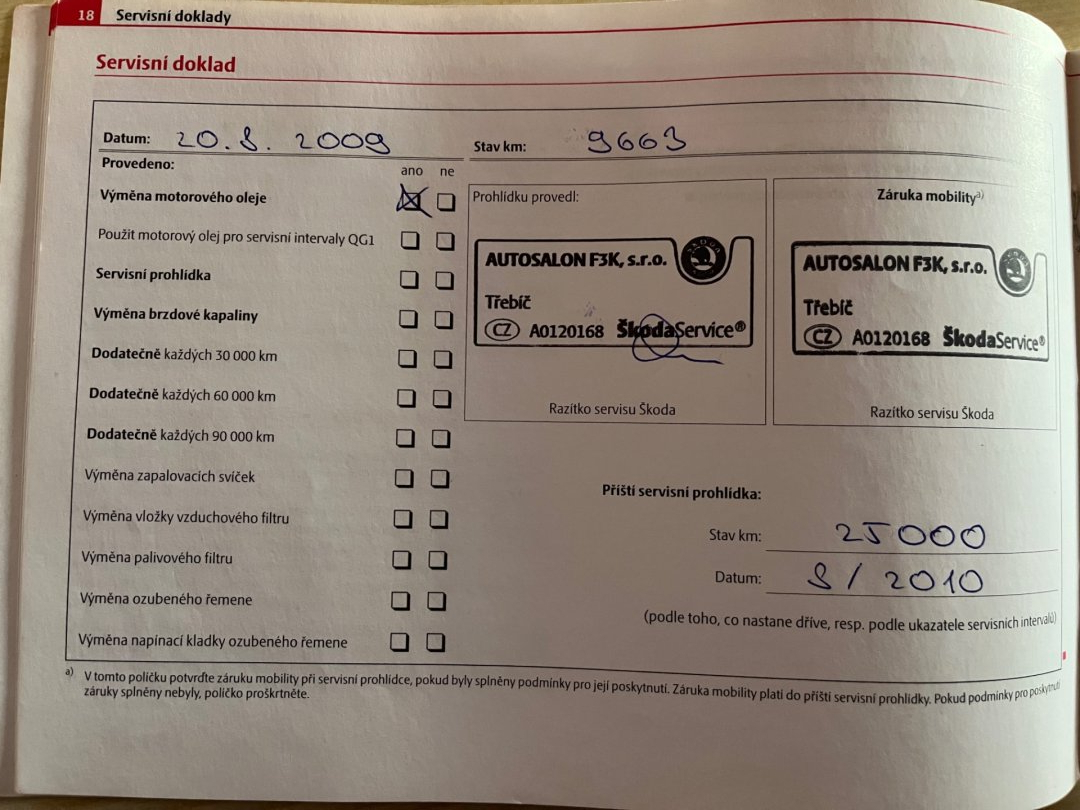 18 Servisní doklady
Servisní doklad
Datum: 20. 8. 2009 Stav km: 9663
Provedeno:
ano ne
Výměna motorového oleje
Použit motorový olej pro servisní intervaly QG1
Servisní prohlídka
Výměna brzdové kapaliny
Dodatečně každých 30 000 km
Dodatečně každých 60 000 km
Dodatečně každých 90 000 km
Výměna zapalovacích svíček
Výměna vložky vzduchového filtru
Výměna palivového filtru
Výměna ozubeného řemene
Výměna napínací kladky ozubeného řemene
Prohlídku provedl:
AUTOSALON F3K, s.r.o.
Třebíč
CZ A0120168 ŠkodaService®
Razítko servisu Škoda
Záruka mobility a)
AUTOSALON F3K, s.r.o.
Třebíč
CZ A0120168 ŠkodaService®
Razítko servisu Škoda
Příští servisní prohlídka:
Stav km: 25000
Datum: 8 / 2010
(podle toho, co nastane dříve, resp. podle ukazatele servisních intervalů)
a) V tomto políčku potvrďte záruku mobility při servisní prohlídce, pokud byly splněny podmínky pro její poskytnutí. Záruka mobility platí do příští servisní prohlídky. Pokud podmínky pro poskytnutí
záruky splněny nebyly, políčko proškrtněte.